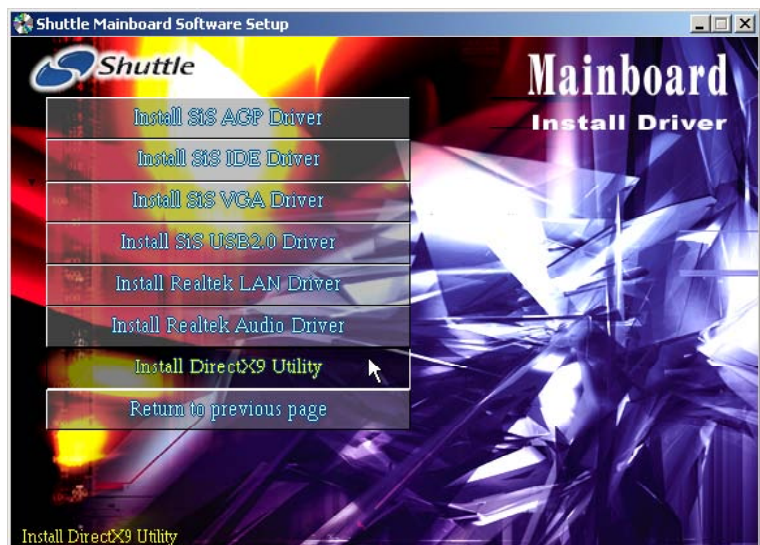 Shuttle Mainboard Software Setup
Shuttle
Mainboard
Install Driver
Install SiS AGP Driver
Install SiS IDE Driver
Install SiS VGA Driver
Install SiS USB2.0 Driver
Install Realtek LAN Driver
Install Realtek Audio Driver
Install DirectX9 Utility
Return to previous page
Install DirectX9 Utility